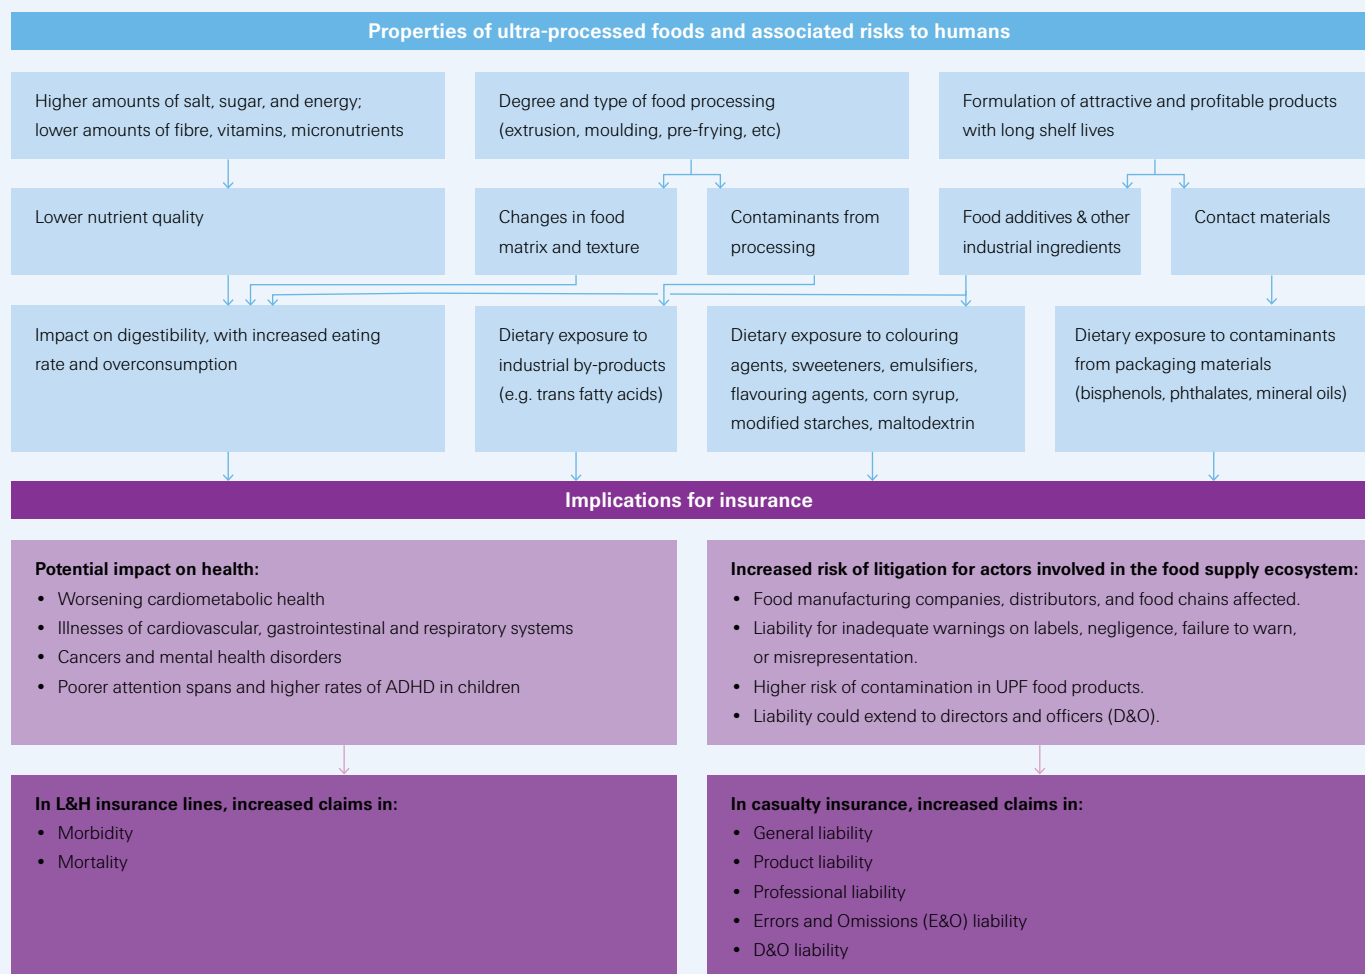 Properties of ultra-processed foods and associated risks to humans
Higher amounts of salt, sugar, and energy;
lower amounts of fibre, vitamins, micronutrients
Degree and type of food processing
(extrusion, moulding, pre-frying, etc)
Formulation of attractive and profitable products
with long shelf lives
Lower nutrient quality
Changes in food
matrix and texture
Contaminants from
processing
Food additives & other
industrial ingredients
Contact materials
Impact on digestibility, with increased eating
rate and overconsumption
Dietary exposure to
industrial by-products
(e.g. trans fatty acids)
Dietary exposure to colouring
agents, sweeteners, emulsifiers,
flavouring agents, corn syrup,
modified starches, maltodextrin
Dietary exposure to contaminants
from packaging materials
(bisphenols, phthalates, mineral oils)
Implications for insurance
Potential impact on health:
• Worsening cardiometabolic health
• Illnesses of cardiovascular, gastrointestinal and respiratory systems
• Cancers and mental health disorders
• Poorer attention spans and higher rates of ADHD in children
Increased risk of litigation for actors involved in the food supply ecosystem:
• Food manufacturing companies, distributors, and food chains affected.
• Liability for inadequate warnings on labels, negligence, failure to warn,
or misrepresentation.
• Higher risk of contamination in UPF food products.
• Liability could extend to directors and officers (D&O).
In L&H insurance lines, increased claims in:
• Morbidity
• Mortality
In casualty insurance, increased claims in:
• General liability
• Product liability
• Professional liability
• Errors and Omissions (E&O) liability
• D&O liability